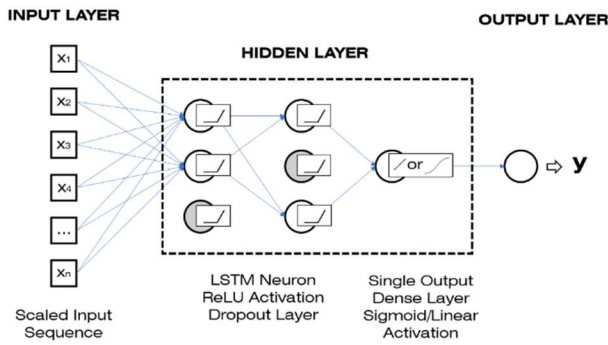 INPUT LAYER
OUTPUT LAYER
HIDDEN LAYER
X1
X2
X3
X4
...
Xn
or
y
LSTM Neuron
ReLU Activation
Dropout Layer
Single Output
Dense Layer
Sigmoid/Linear
Activation
Scaled Input
Sequence